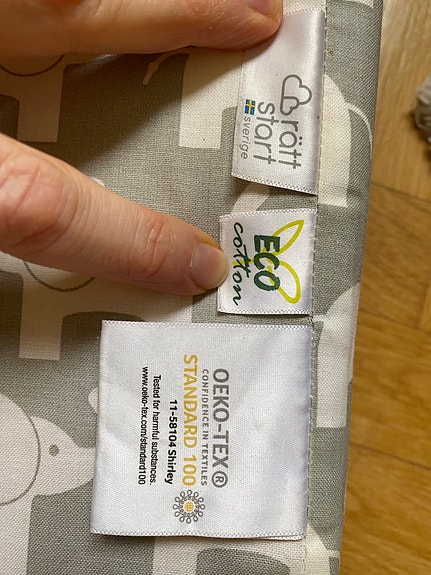 rätt
start
sverige
ECO
cotton
OEKO-TEX®
CONFIDENCE IN TEXTILES
STANDARD 100
11-58104 Shirley
Tested for harmful substances.
www.oeko-tex.com/standard100